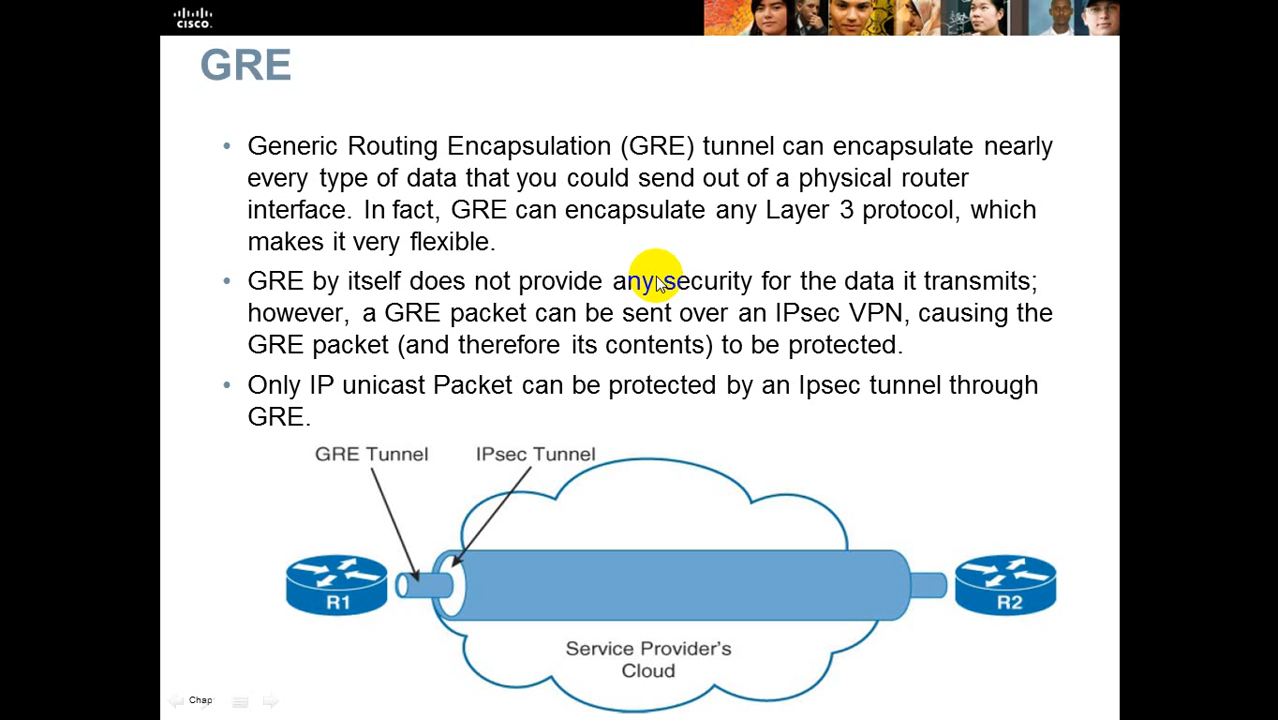 CISCO.
GRE
• Generic Routing Encapsulation (GRE) tunnel can encapsulate nearly
every type of data that you could send out of a physical router
interface. In fact, GRE can encapsulate any Layer 3 protocol, which
makes it very flexible.
• GRE by itself does not provide any security for the data it transmits;
however, a GRE packet can be sent over an IPsec VPN, causing the
GRE packet (and therefore its contents) to be protected.
• Only IP unicast Packet can be protected by an Ipsec tunnel through
GRE.
GRE Tunnel
IPsec Tunnel
R1
R2
Service Provider's
Cloud
Chap